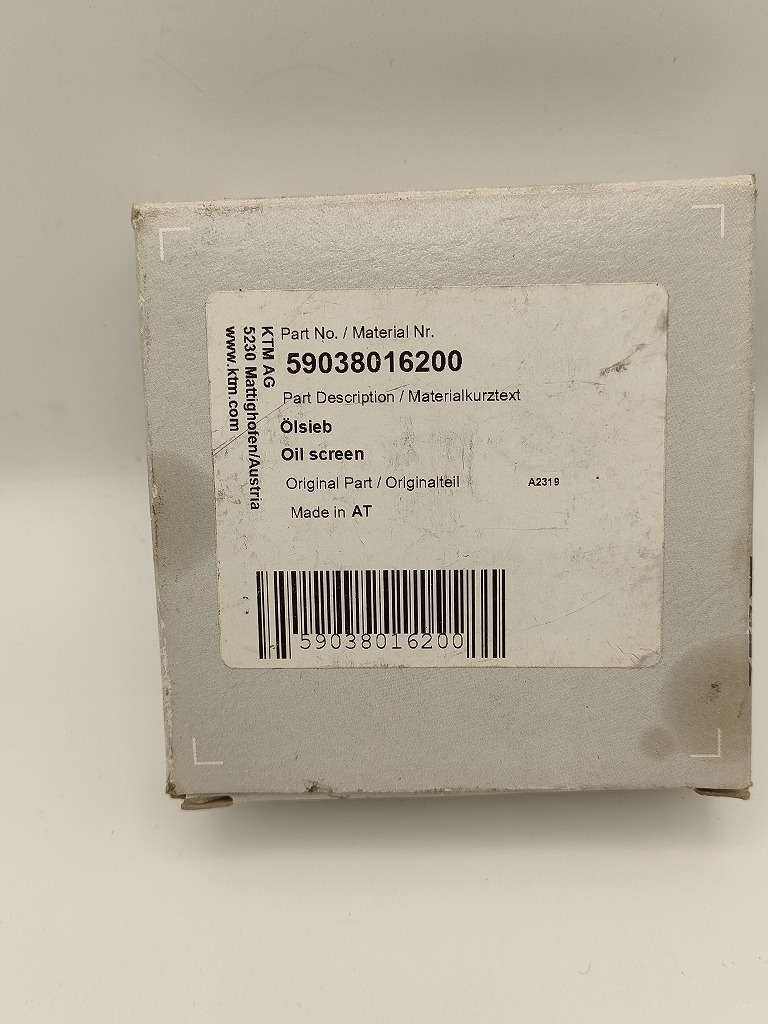 KTM AG
5230 Mattighofen/Austria
www.ktm.com
Part No. / Material Nr.
59038016200
Part Description / Materialkurztext
Ölsieb
Oil screen
Original Part / Originalteil A2319
Made in AT
59038016200